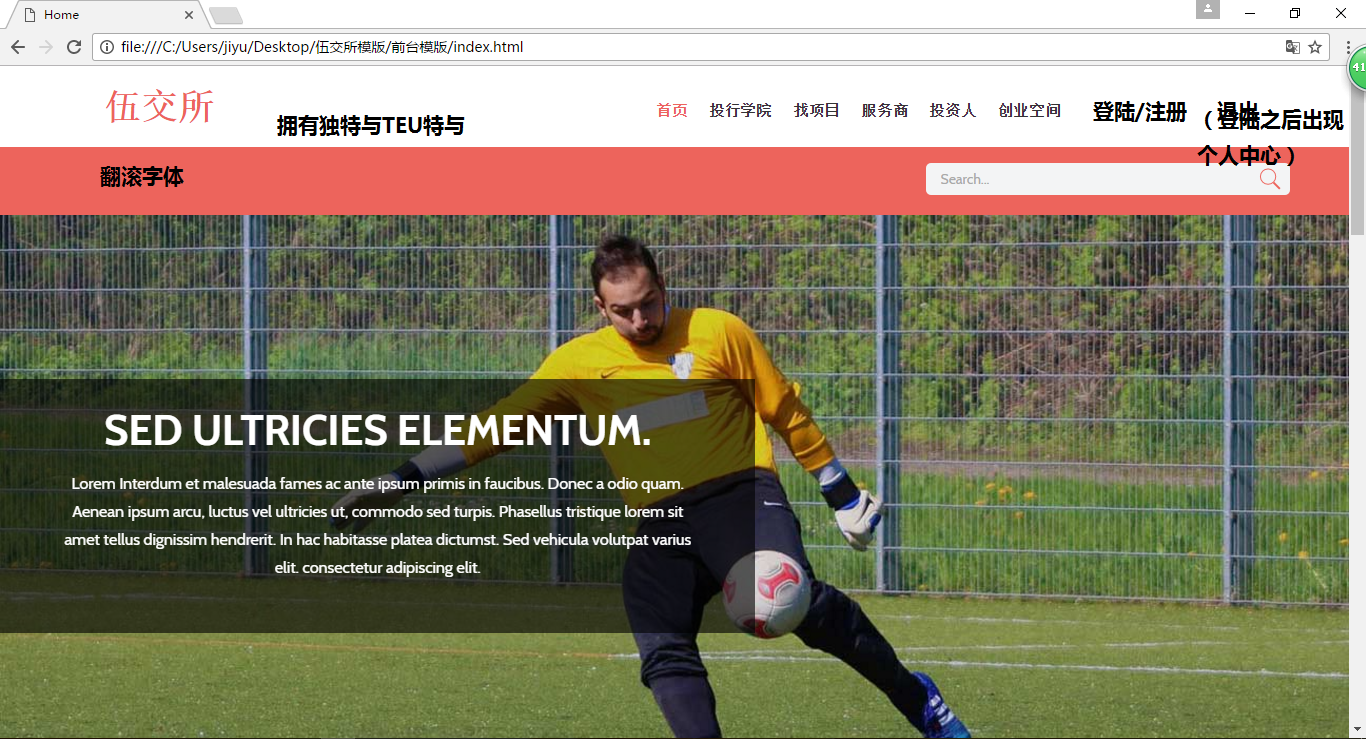 Home
file:///C:/Users/jiyu/Desktop/伍交所模版/前台模版/index.html
41
伍交所
拥有独特与TEU特与
首页 投行学院 找项目 服务商 投资人 创业空间 登陆/注册 退出
（登陆之后出现
个人中心）
翻滚字体
Search...
SED ULTRICIES ELEMENTUM.
Lorem Interdum et malesuada fames ac ante ipsum primis in faucibus. Donec a odio quam.
Aenean ipsum arcu, luctus vel ultricies ut, commodo sed turpis. Phasellus tristique lorem sit
amet tellus dignissim hendrerit. In hac habitasse platea dictumst. Sed vehicula volutpat varius
elit. consectetur adipiscing elit.